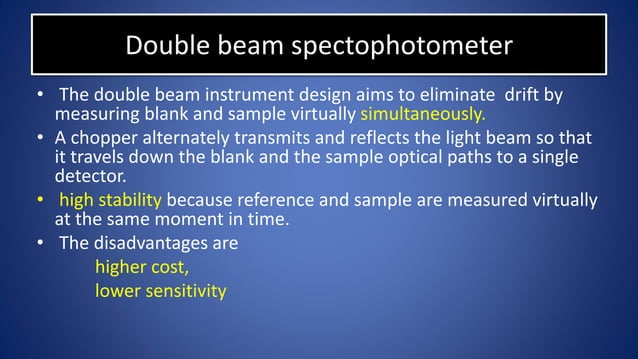 Double beam spectophotometer
• The double beam instrument design aims to eliminate drift by
measuring blank and sample virtually simultaneously.
• A chopper alternately transmits and reflects the light beam so that
it travels down the blank and the sample optical paths to a single
detector.
• high stability because reference and sample are measured virtually
at the same moment in time.
• The disadvantages are
higher cost,
lower sensitivity